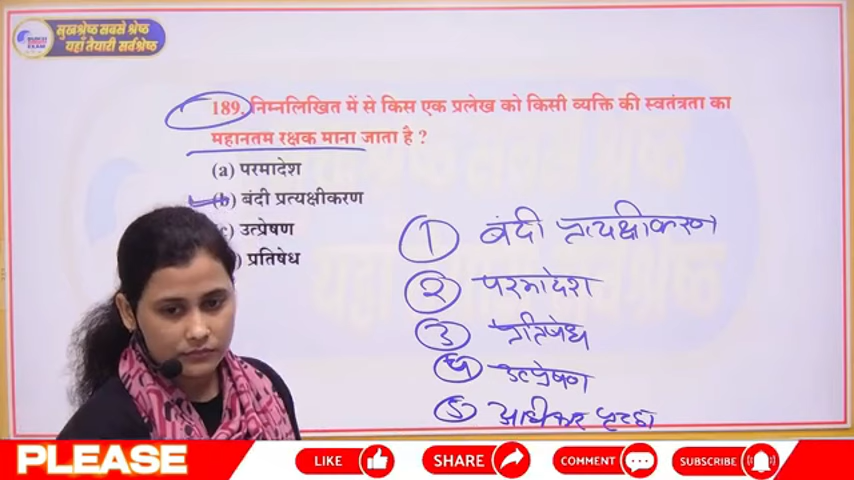 सुखश्रेष्ठ सबसे श्रेष्ठ
यहाँ तैयारी सर्वश्रेष्ठ
189. निम्नलिखित में से किस एक प्रलेख को किसी व्यक्ति की स्वतंत्रता का
महानतम रक्षक माना जाता है ?
(a) परमादेश
(b) बंदी प्रत्यक्षीकरण
c) उत्प्रेषण
) प्रतिषेध
1 बंदी प्रत्यक्षीकरण
२ परमादेश
3 प्रतिषेध
4 उत्प्रेषण
5 अधिकार पृच्छा
PLEASE
LIKE
SHARE
COMMENT
SUBSCRIBE